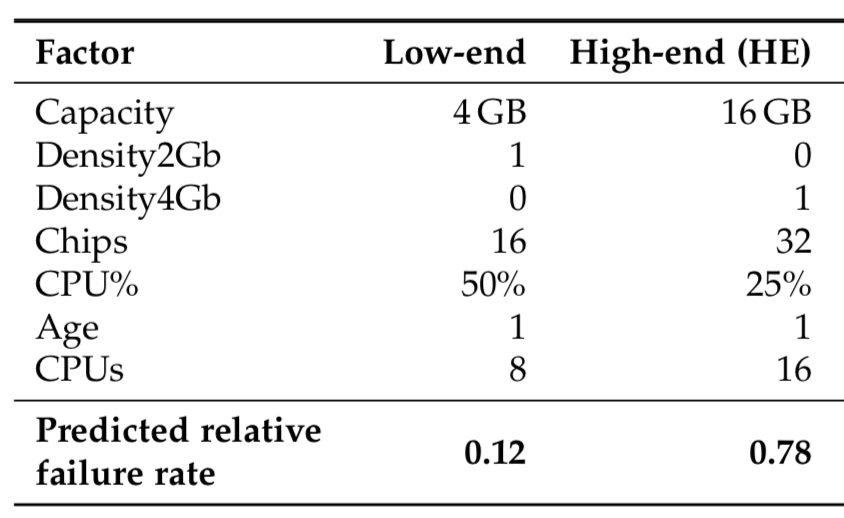 Factor Low-end High-end (HE)
Capacity 4 GB 16 GB
Density2Gb 1 0
Density4Gb 0 1
Chips 16 32
CPU% 50% 25%
Age 1 1
CPUs 8 16
Predicted relative
failure rate 0.12 0.78